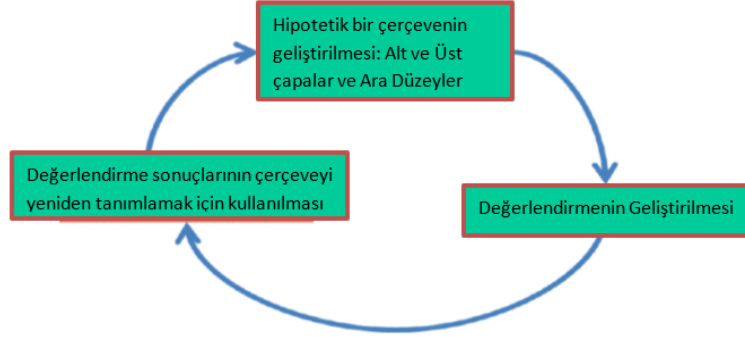 Hipotetik bir çerçevenin
geliştirilmesi: Alt ve Üst
çapalar ve Ara Düzeyler
Değerlendirme sonuçlarının çerçeveyi
yeniden tanımlamak için kullanılması
Değerlendirmenin Geliştirilmesi